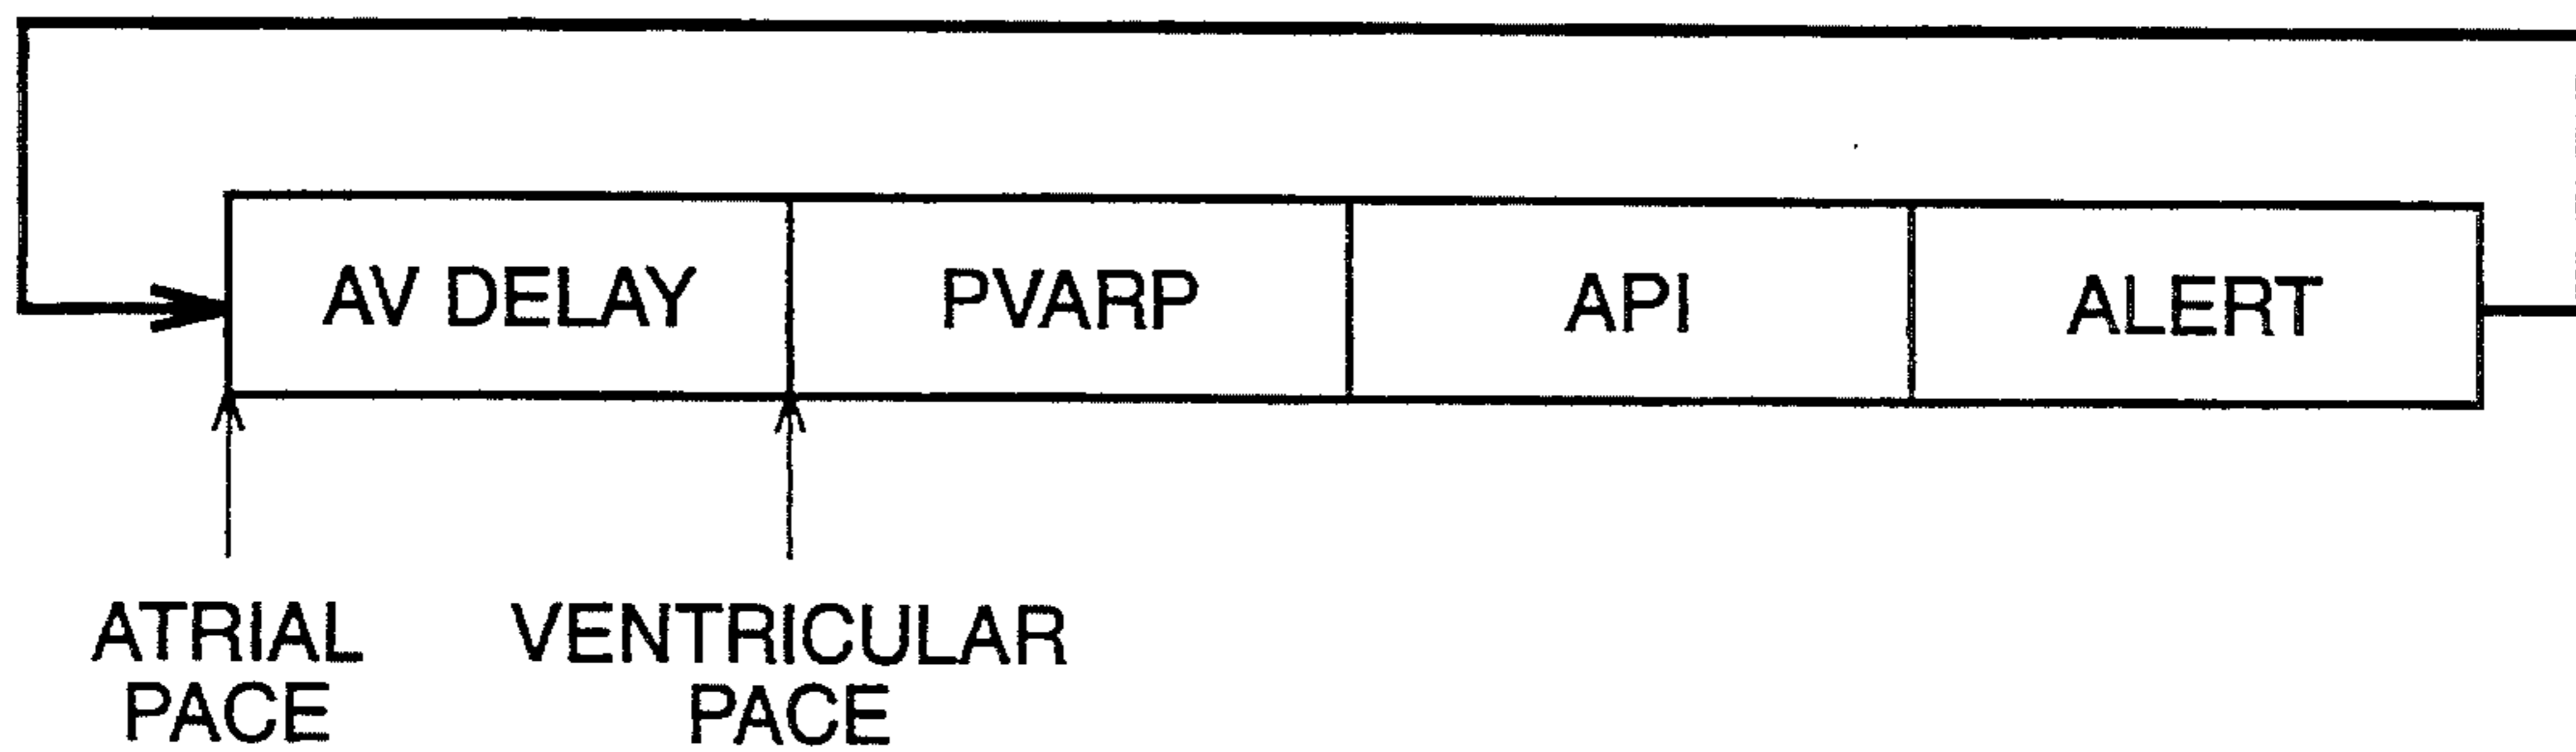 AV DELAY PVARP API ALERT
ATRIAL PACE
VENTRICULAR PACE